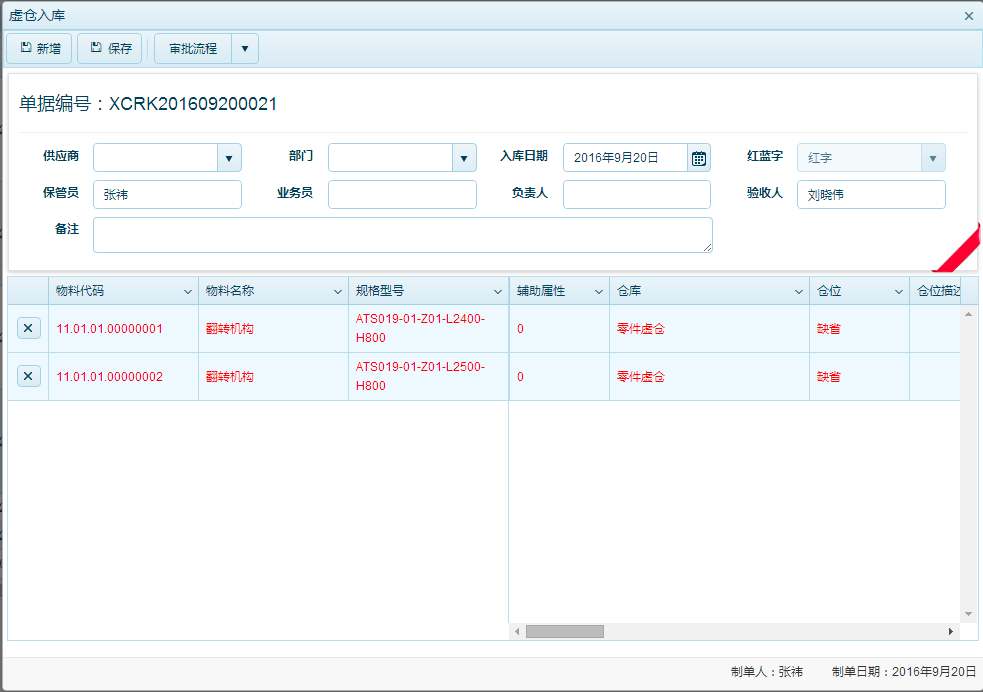 虚仓入库
新增 保存 审批流程
单据编号：XCRK201609200021
供应商 部门 入库日期 2016年9月20日 红蓝字 红字
保管员 张祎 业务员 负责人 验收人 刘晓伟
备注
物料代码 物料名称 规格型号 辅助属性 仓库 仓位 仓位描述
11.01.01.00000001 翻转机构 ATS019-01-Z01-L2400-H800 0 零件虚仓 缺省
11.01.01.00000002 翻转机构 ATS019-01-Z01-L2500-H800 0 零件虚仓 缺省
制单人：张祎 制单日期：2016年9月20日